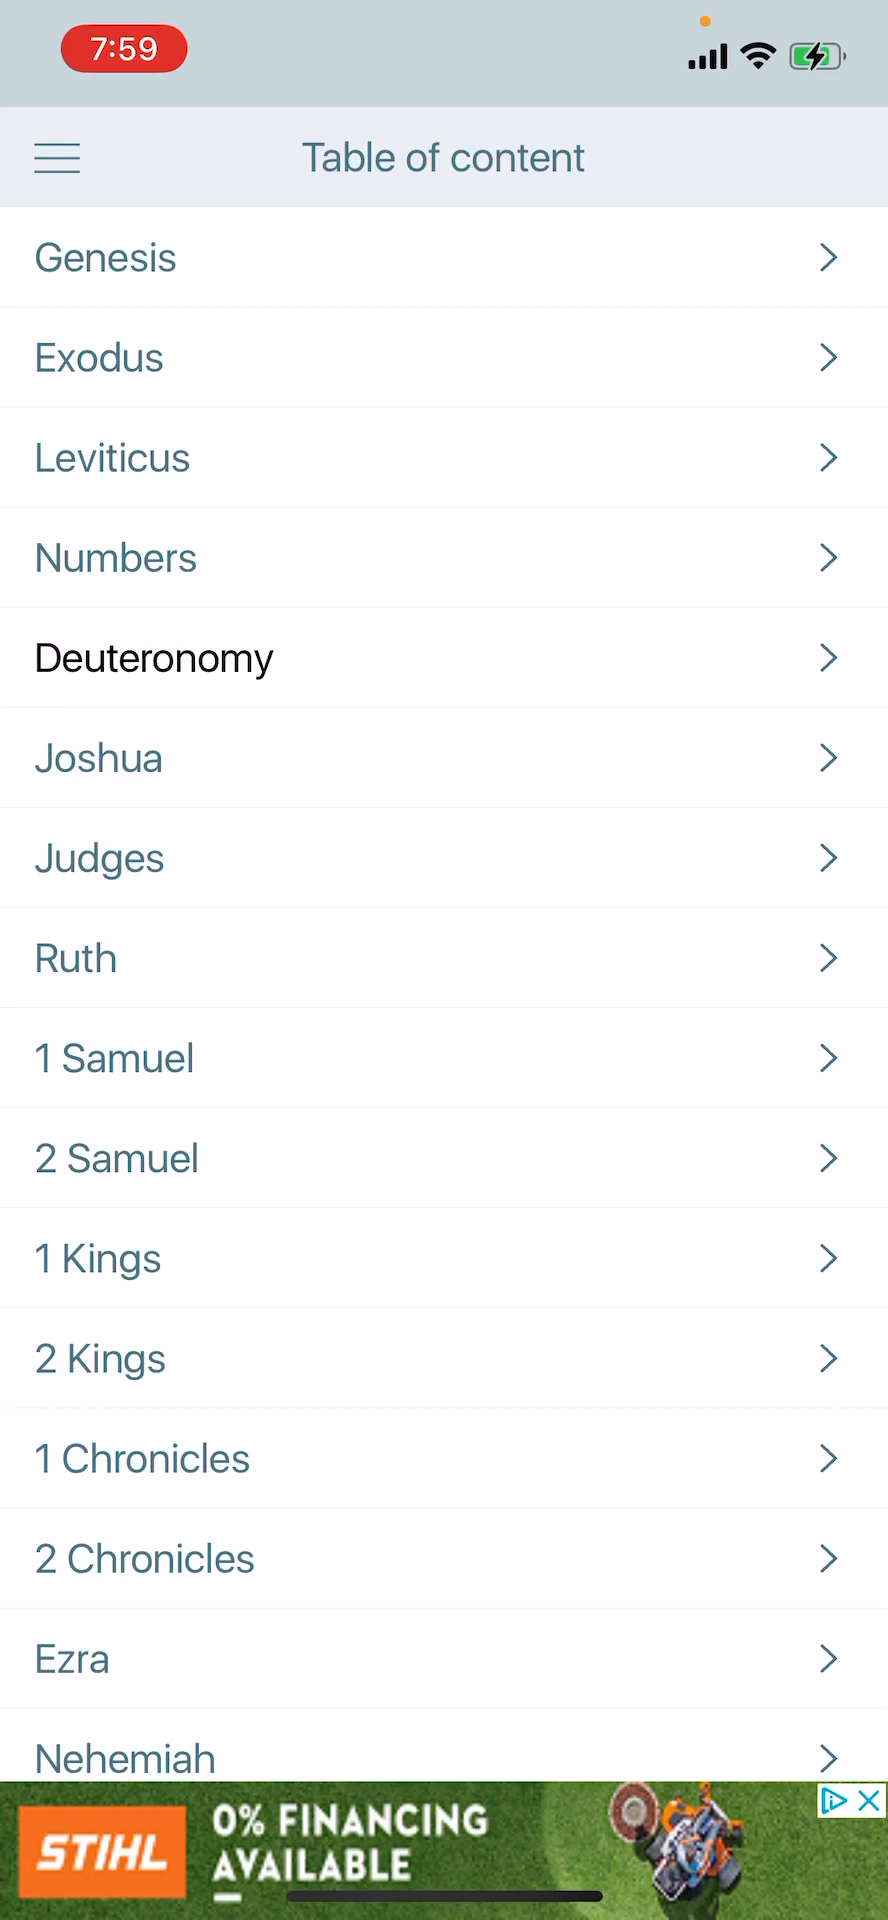 7:59
Table of content
Genesis
Exodus
Leviticus
Numbers
Deuteronomy
Joshua
Judges
Ruth
1 Samuel
2 Samuel
1 Kings
2 Kings
1 Chronicles
2 Chronicles
Ezra
Nehemiah
STIHL
0% FINANCING
AVAILABLE